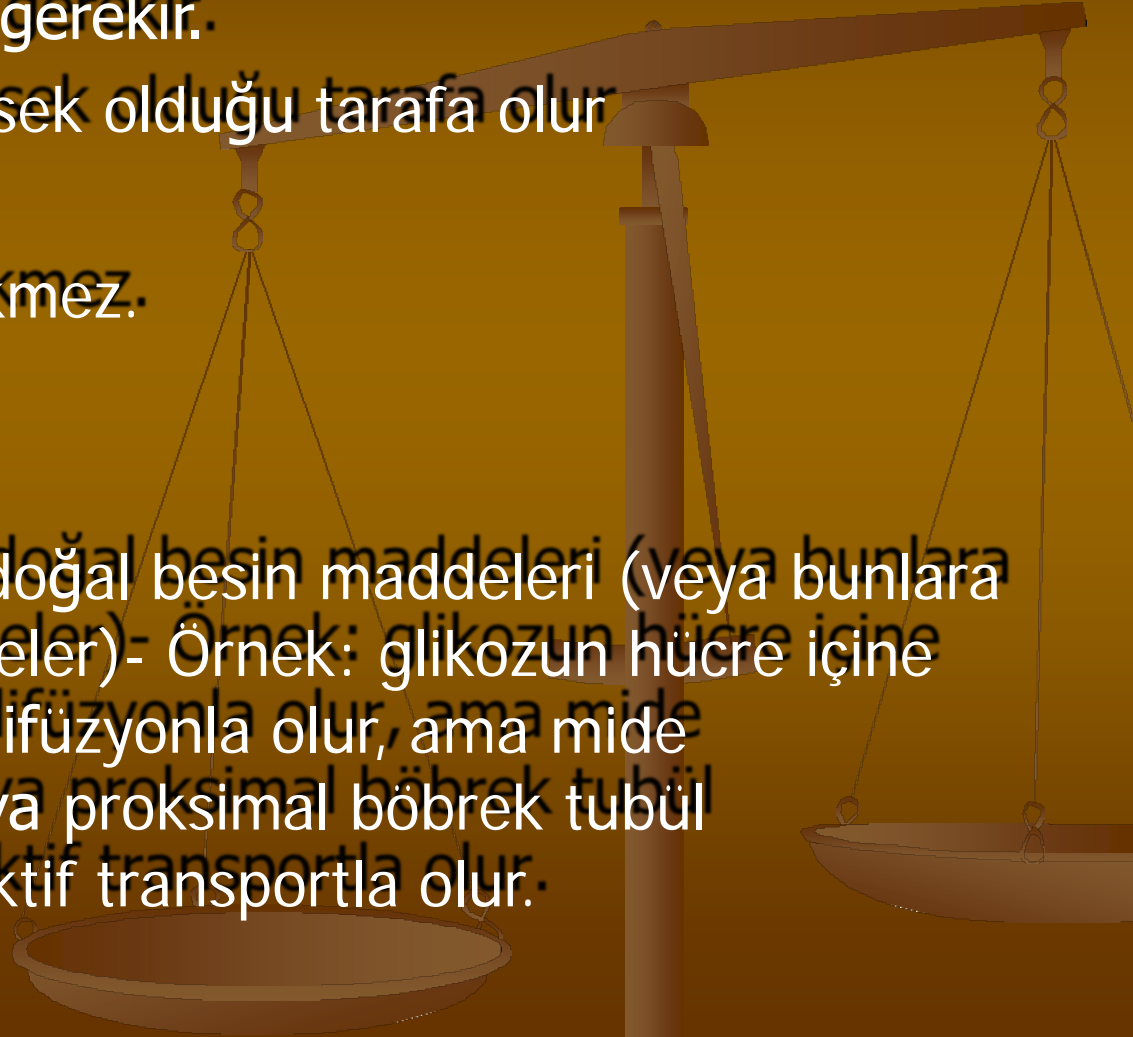 gerekir.
sek olduğu tarafa olur
kmez.
doğal besin maddeleri (veya bunlara
eler)- Örnek: glikozun hücre içine
ifüzyonla olur, ama mide
ya proksimal böbrek tubül
ktif transportla olur.